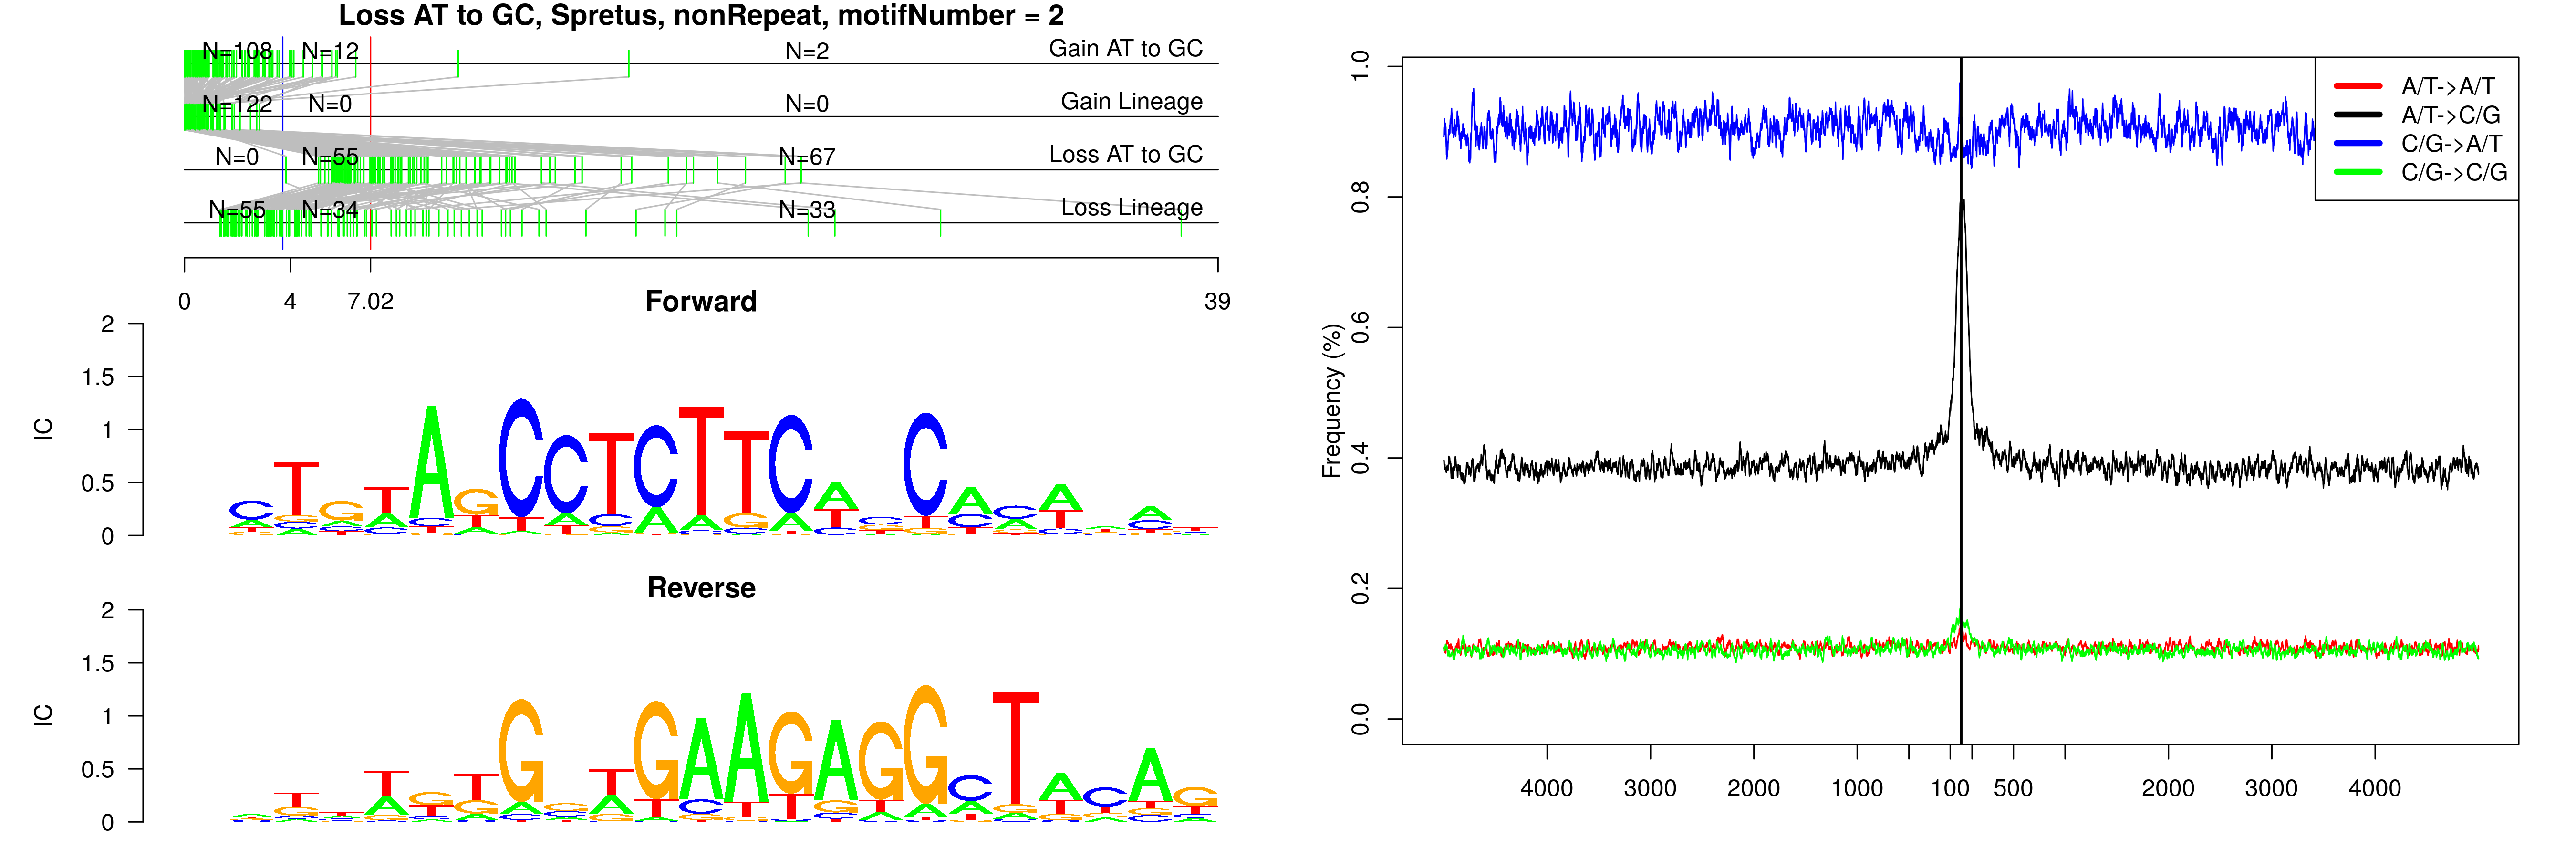 Loss AT to GC, Spretus, nonRepeat, motifNumber = 2
N=108 N=12 N=2 Gain AT to GC
N=122 N=0 N=0 Gain Lineage
N=0 N=55 N=67 Loss AT to GC
N=55 N=34 N=33 Loss Lineage
0 4 7.02 39
Forward
IC
2
1.5
1
0.5
0
Reverse
IC
2
1.5
1
0.5
0
Frequency (%)
1.0
0.8
0.6
0.4
0.2
0.0
4000 3000 2000 1000 100 500 2000 3000 4000
A/T->A/T
A/T->C/G
C/G->A/T
C/G->C/G